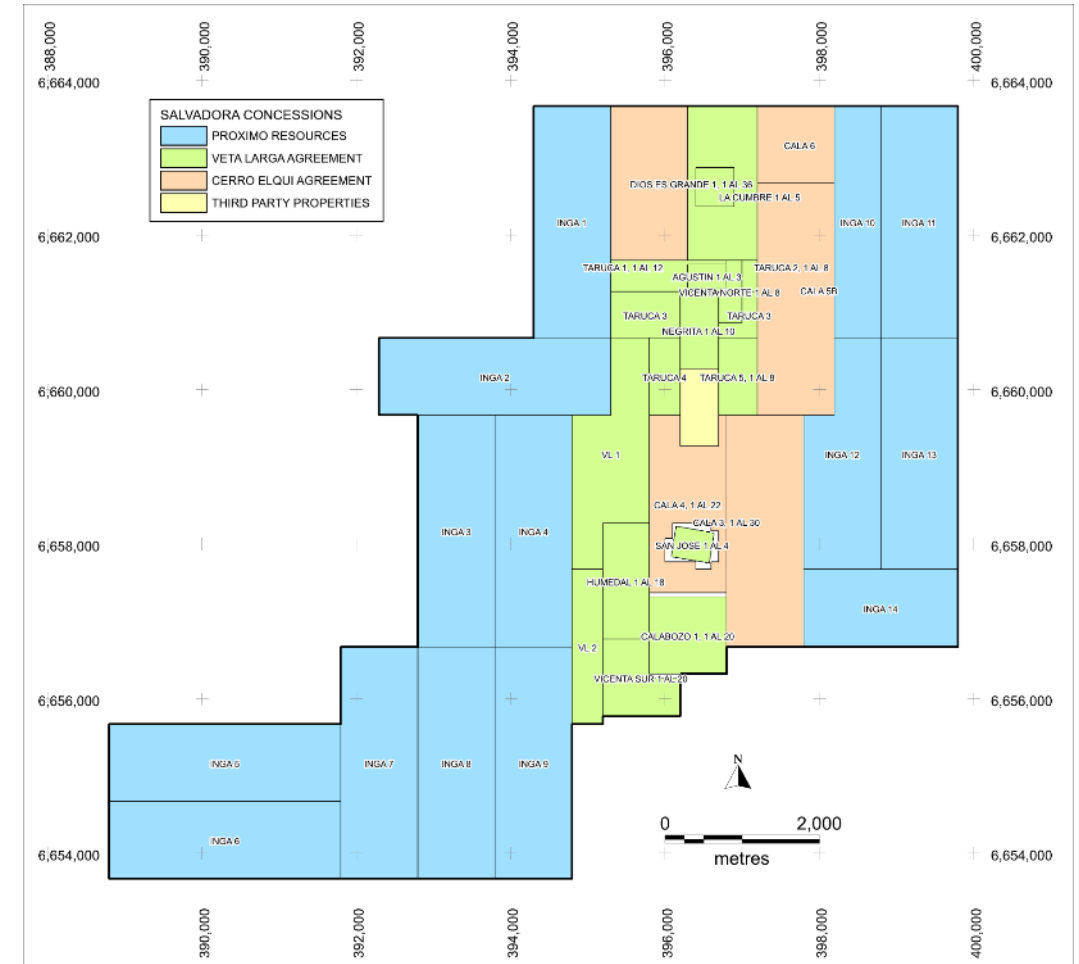 388,000
390,000
392,000
394,000
396,000
398,000
400,000
6,664,000
6,664,000
SALVADORA CONCESSIONS
PROXIMO RESOURCES
VETA LARGA AGREEMENT
CERRO ELQUI AGREEMENT
THIRD PARTY PROPERTIES
CALA 6
DIOS ES GRANDE 1, 1 AL 36
LA CUMBRE 1 AL 5
INGA 1
INGA 10
INGA 11
6,662,000
6,662,000
TARUCA 1, 1 AL 12
TARUCA 2, 1 AL 8
AGUSTIN 1 AL 3
VICENTA NORTE 1 AL 8
CALA 5B
TARUCA 3
TARUCA 3
NEGRITA 1 AL 10
INGA 2
TARUCA 4
TARUCA 5, 1 AL 8
6,660,000
6,660,000
VL 1
INGA 12
INGA 13
CALA 4, 1 AL 22
CALA 3, 1 AL 30
INGA 3
INGA 4
SAN JOSE 1 AL 4
6,658,000
6,658,000
HUMEDAL 1 AL 18
INGA 14
CALABOZO 1, 1 AL 20
VL 2
VICENTA SUR 1 AL 20
6,656,000
6,656,000
INGA 5
INGA 7
INGA 8
INGA 9
N
0
2,000
metres
INGA 6
6,654,000
6,654,000
390,000
392,000
394,000
396,000
398,000
400,000